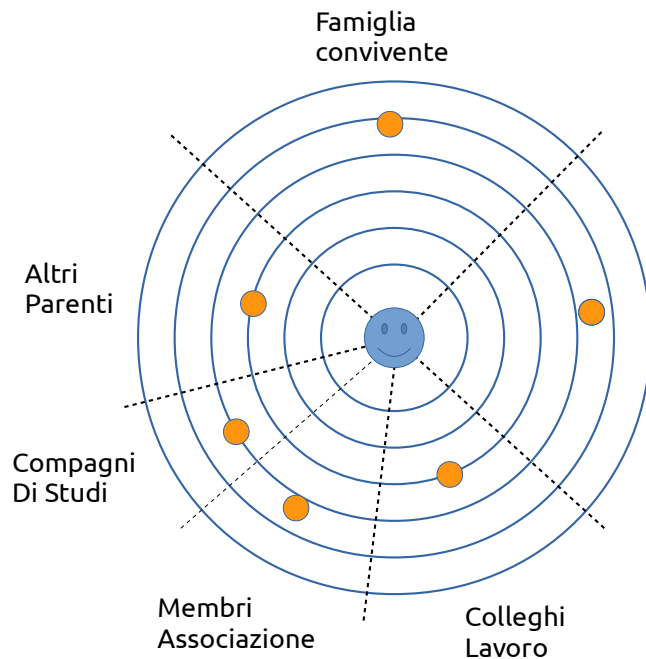 Famiglia
convivente
Altri
Parenti
Compagni
Di Studi
Membri
Associazione
Colleghi
Lavoro